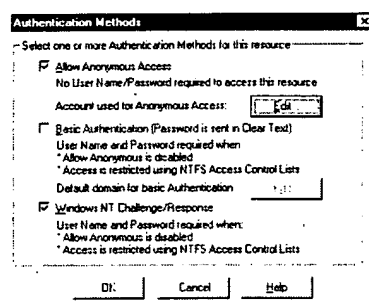 Authentication Methods
Select one or more Authentication Methods for this resource
Allow Anonymous Access
No User Name/Password required to access this resource
Account used for Anonymous Access: Edit
Basic Authentication (Password is sent in Clear Text)
User Name and Password required when
* Allow Anonymous is disabled
* Access is restricted using NTFS Access Control Lists
Default domain for basic Authentication
Windows NT Challenge/Response
User Name and Password required when:
* Allow Anonymous is disabled
* Access is restricted using NTFS Access Control Lists
OK Cancel Help